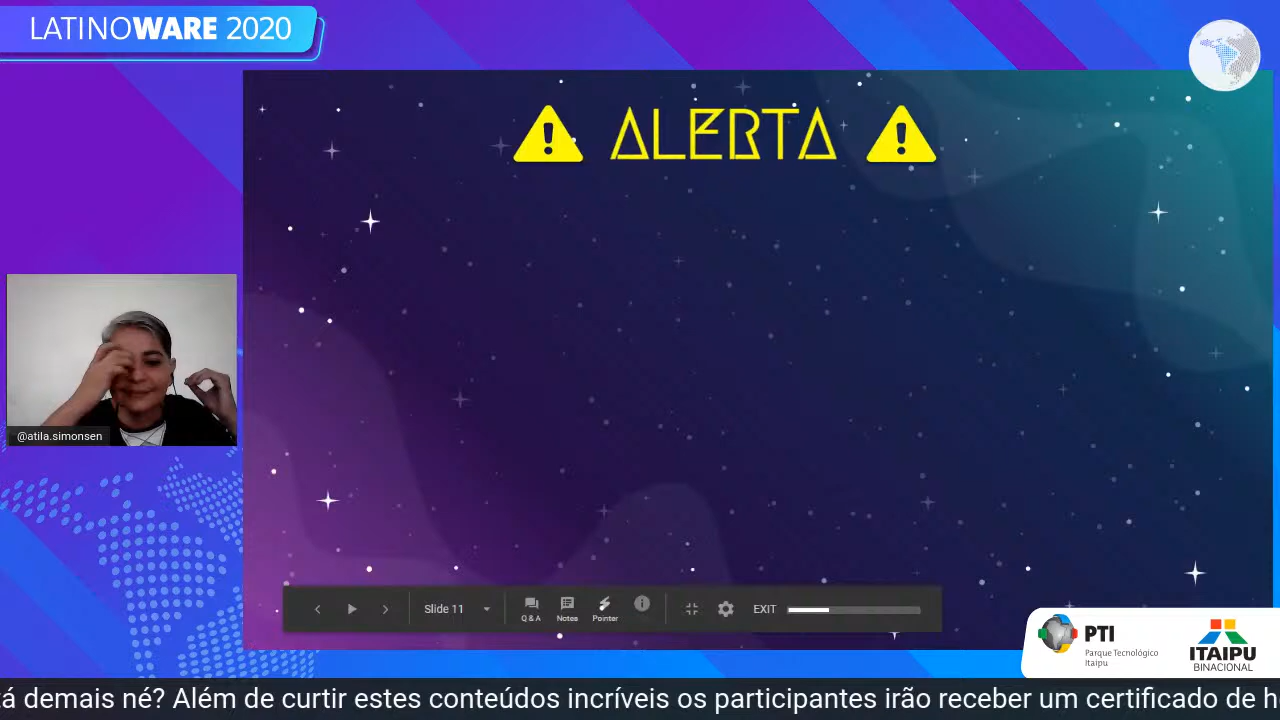 LATINOWARE 2020
ALERTA
@atila.simonsen
Slide 11
Q & A
Notes
Pointer
EXIT
PTI
Parque Tecnológico
Itaipu
ITAIPU
BINACIONAL
tá demais né? Além de curtir estes conteúdos incríveis os participantes irão receber um certificado de h